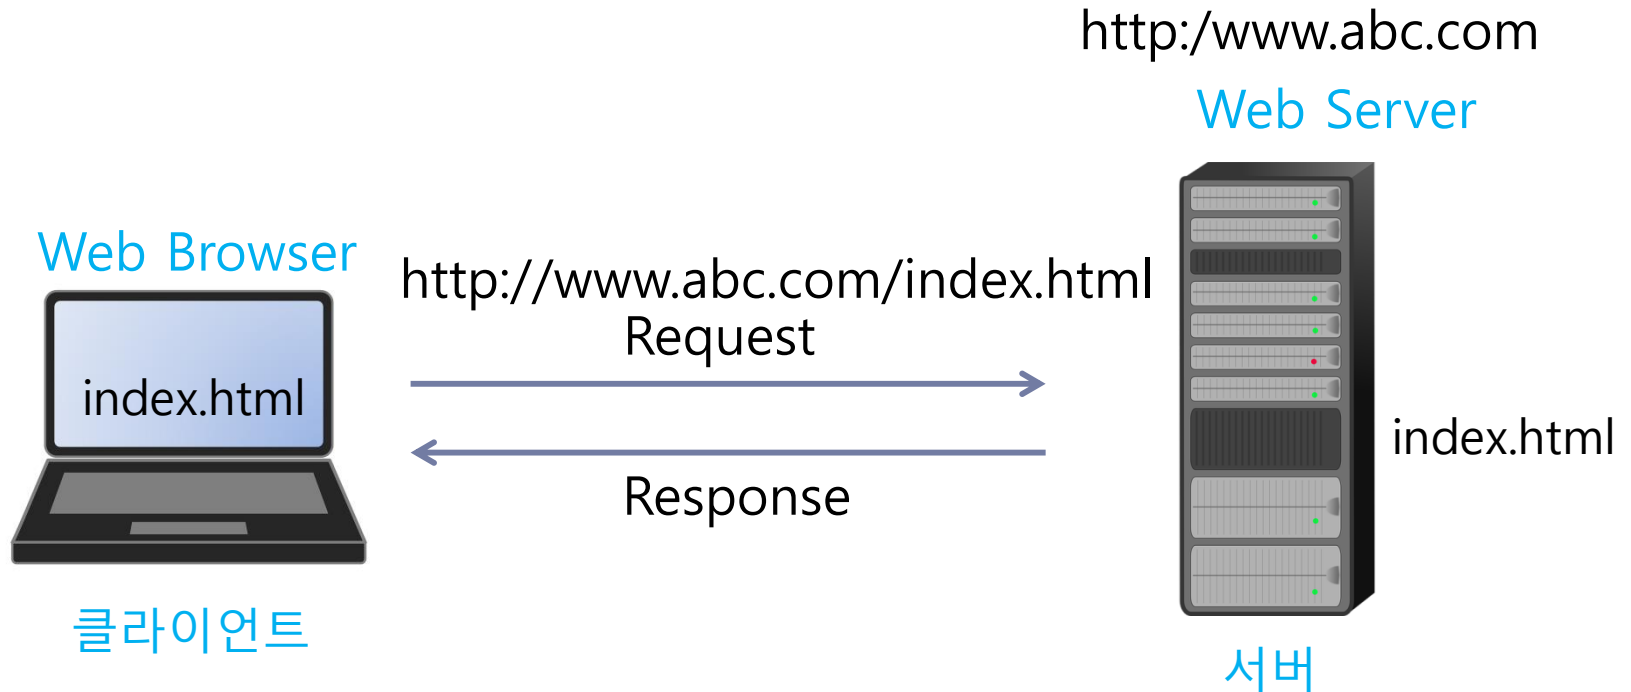 http:/www.abc.com
Web Server
Web Browser
http://www.abc.com/index.html
Request
index.html
index.html
Response
클라이언트
서버